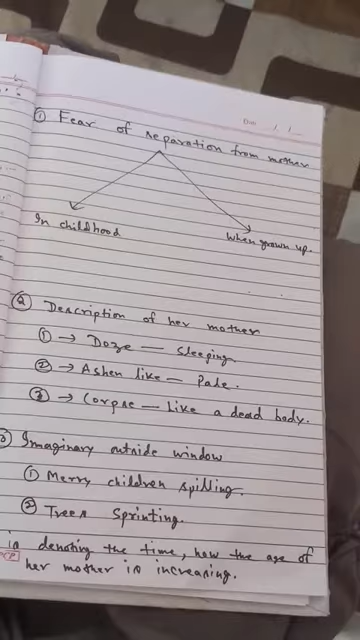 Date / /
① Fear of separation from mother
In childhood
When grown up.
② Description of her mother
① → Doze — sleeping
② → Ashen like — Pale.
③ → Corpse — Like a dead body.
③ Imaginary outside window
① Merry children spilling.
② Trees Sprinting.
is denoting the time, how the age of
her mother is increasing.